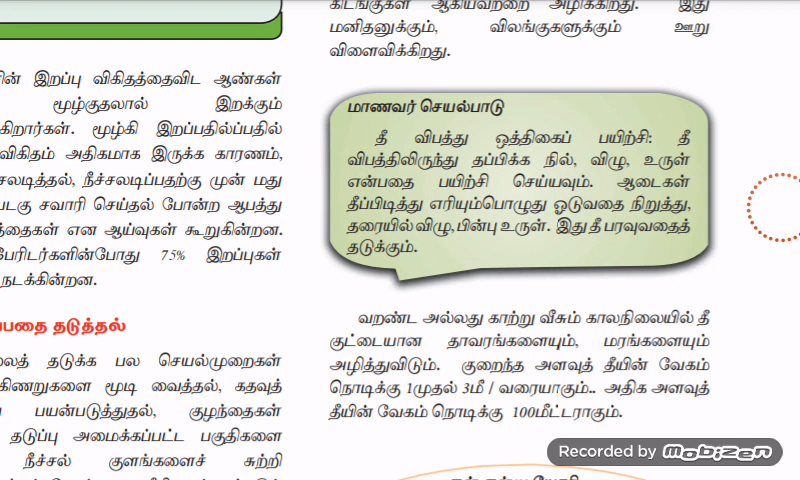 ின் இறப்பு விகிதத்தைவிட ஆண்கள்
மூழ்குதலால் இறக்கும்
கிறார்கள். மூழ்கி இறப்பதில்ப்பதில்
விகிதம் அதிகமாக இருக்க காரணம்,
சலடித்தல், நீச்சலடிப்பதற்கு முன் மது
படகு சவாரி செய்தல் போன்ற ஆபத்து
த்தைகள் என ஆய்வுகள் கூறுகின்றன.
பேரிடர்களின்போது 75% இறப்புகள்
நடக்கின்றன.
ப்பதை தடுத்தல்
லைத் தடுக்க பல செயல்முறைகள்
கிணறுகளை மூடி வைத்தல், கதவுத்
பயன்படுத்துதல், குழந்தைகள்
தடுப்பு அமைக்கப்பட்ட பகுதிகளை
நீச்சல் குளங்களைச் சுற்றி
கிடங்குகள் ஆகியவற்றை அழிக்கிறது. இது
மனிதனுக்கும், விலங்குகளுக்கும் ஊறு
விளைவிக்கிறது.
மாணவர் செயல்பாடு
தீ விபத்து ஒத்திகைப் பயிற்சி: தீ
விபத்திலிருந்து தப்பிக்க நில், விழு, உருள்
என்பதை பயிற்சி செய்யவும். ஆடைகள்
தீப்பிடித்து எரியும்பொழுது ஓடுவதை நிறுத்து,
தரையில் விழு, பின்பு உருள். இது தீ பரவுவதைத்
தடுக்கும்.
வறண்ட அல்லது காற்று வீசும் காலநிலையில் தீ
குட்டையான தாவரங்களையும், மரங்களையும்
அழித்துவிடும். குறைந்த அளவுத் தீயின் வேகம்
நொடிக்கு 1முதல் 3மீ / வரையாகும்.. அதிக அளவுத்
தீயின் வேகம் நொடிக்கு 100மீட்டராகும்.
Recorded by mobizen